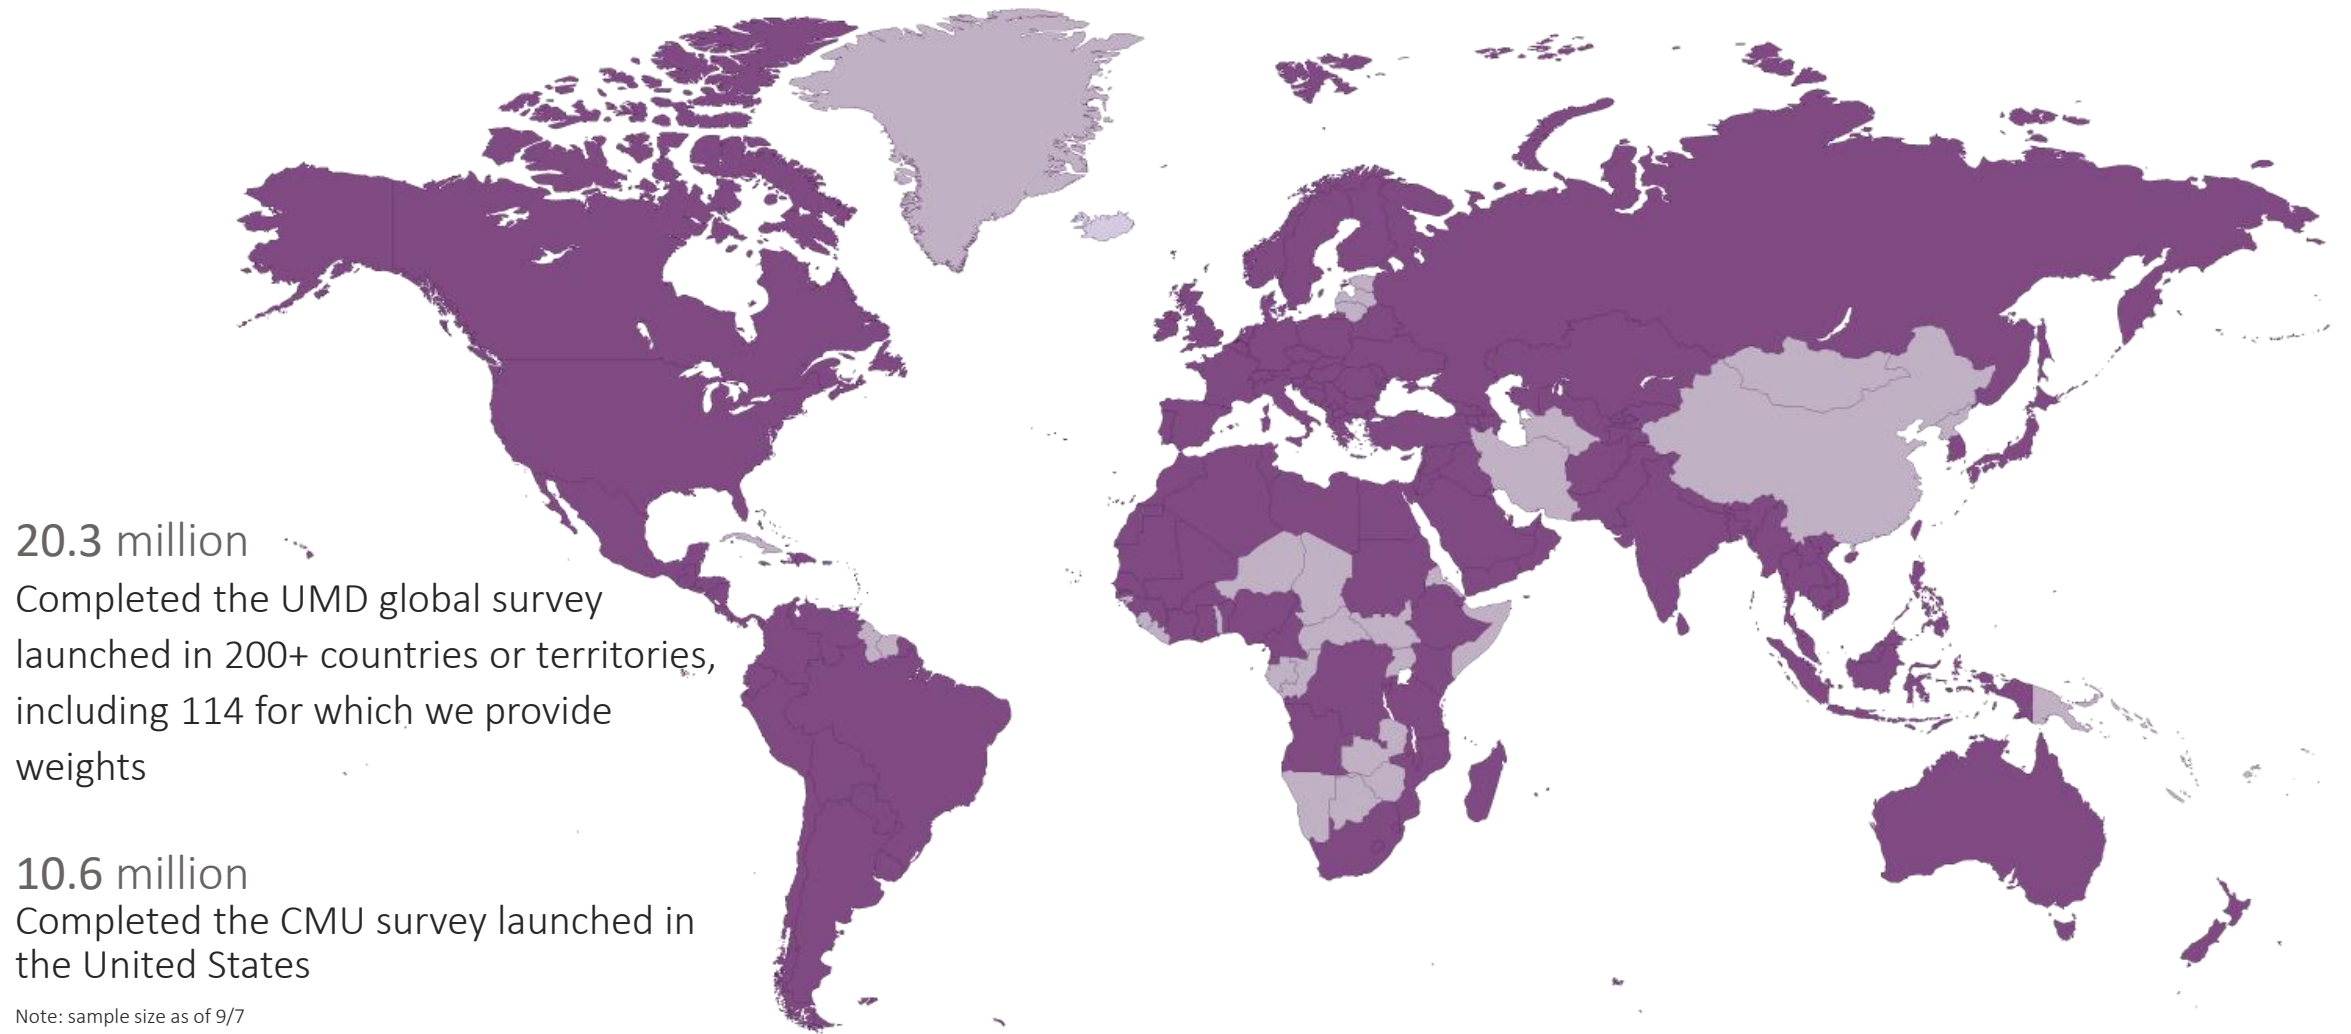 20.3 million
Completed the UMD global survey
launched in 200+ countries or territories,
including 114 for which we provide
weights
10.6 million
Completed the CMU survey launched in
the United States
Note: sample size as of 9/7